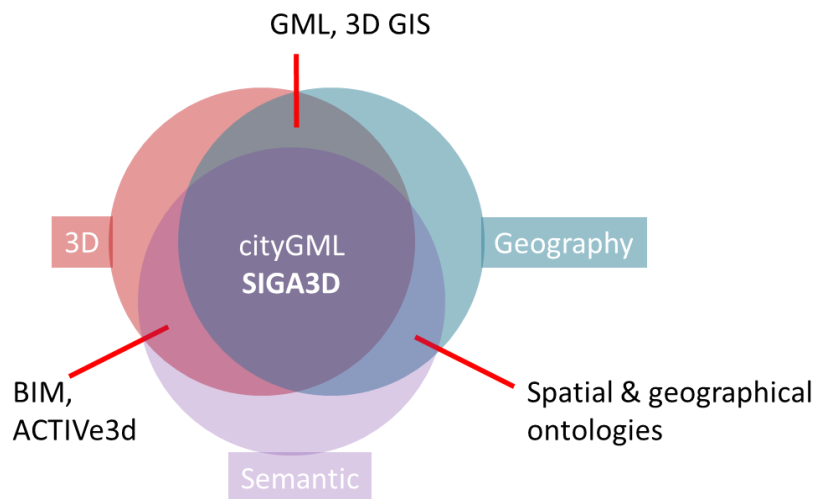 GML, 3D GIS
3D
cityGML
SIGA3D
Geography
BIM,
ACTIVe3d
Spatial & geographical
ontologies
Semantic